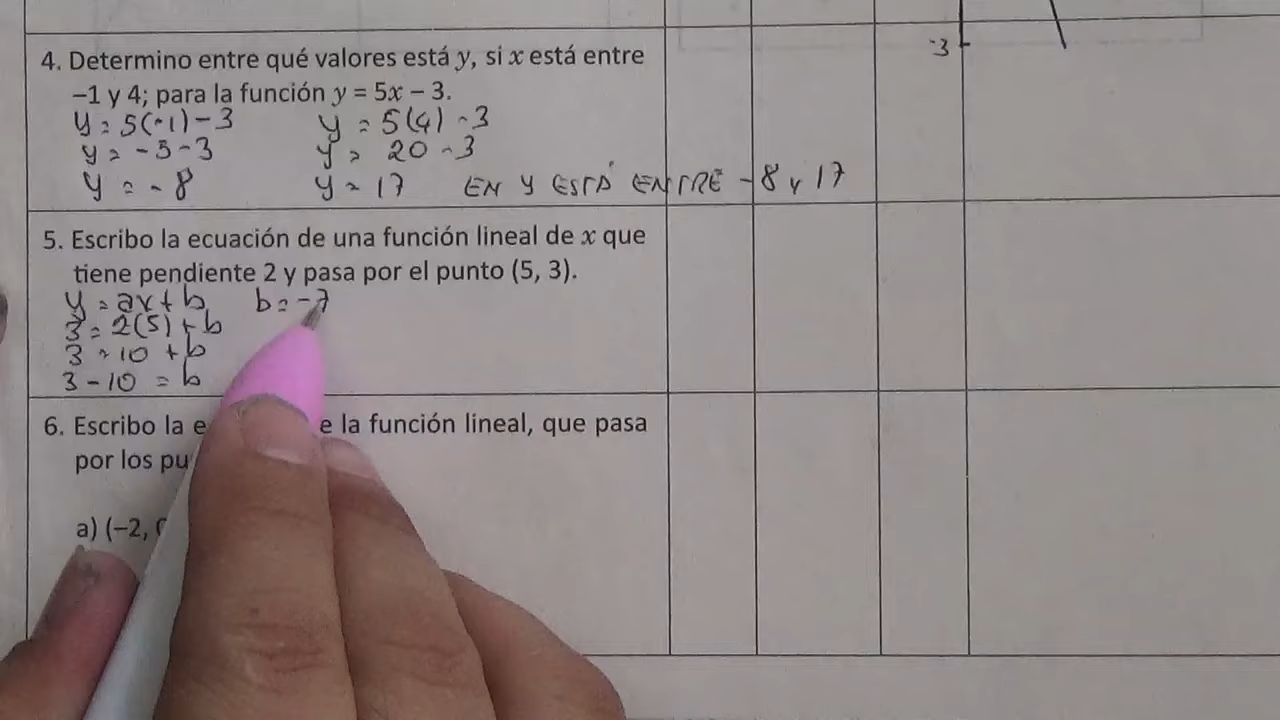 -3
4. Determino entre qué valores está y, si x está entre
–1 y 4; para la función y = 5x – 3.
y = 5(-1) - 3 y = 5(4) - 3
y = -5 - 3 y = 20 - 3
y = -8 y = 17 EN Y ESTÁ ENTRE -8 y 17
5. Escribo la ecuación de una función lineal de x que
tiene pendiente 2 y pasa por el punto (5, 3).
y = ax + b b = -7
3 = 2(5) + b
3 = 10 + b
3 - 10 = b
6. Escribo la e e la función lineal, que pasa
por los pu
a) (–2,